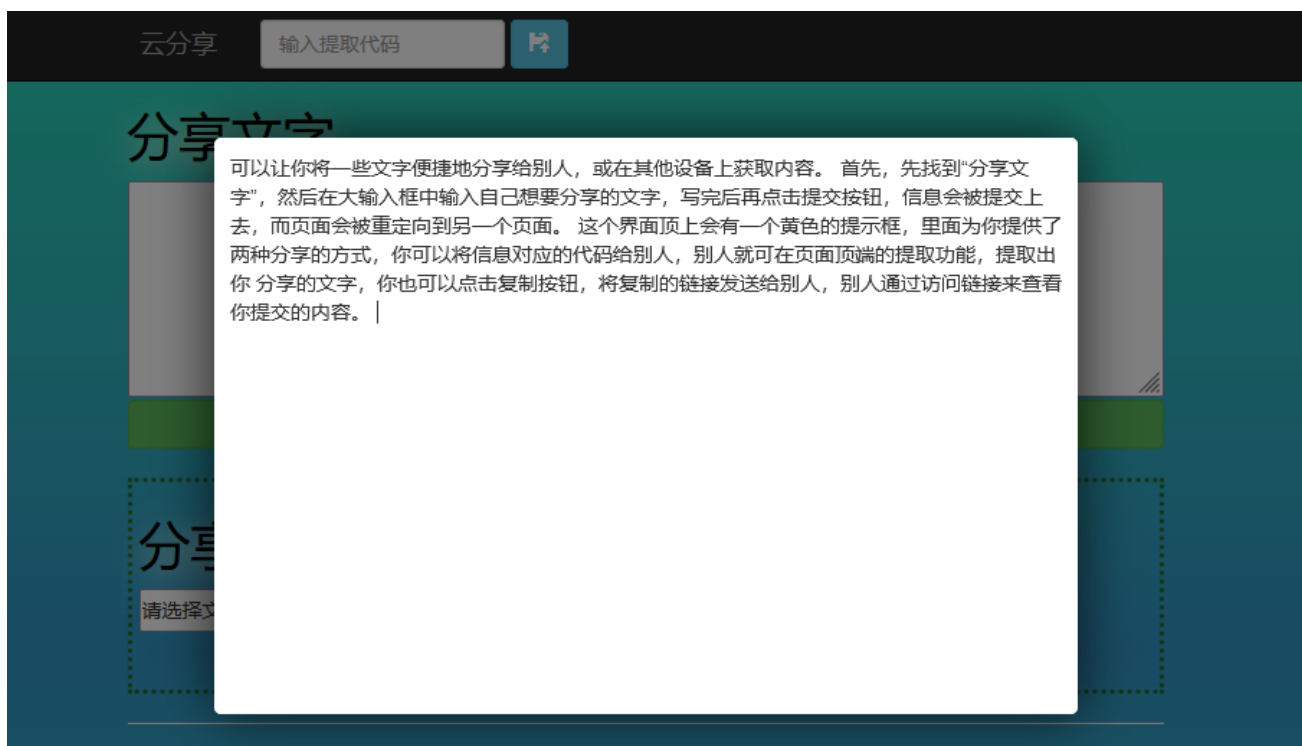 云分享
输入提取代码
分享文字
可以让你将一些文字便捷地分享给别人，或在其他设备上获取内容。 首先，先找到“分享文
字”，然后在大输入框中输入自己想要分享的文字，写完后再点击提交按钮，信息会被提交上
去，而页面会被重定向到另一个页面。 这个界面顶上会有一个黄色的提示框，里面为你提供了
两种分享的方式，你可以将信息对应的代码给别人，别人就可在页面顶端的提取功能，提取出
你 分享的文字，你也可以点击复制按钮，将复制的链接发送给别人，别人通过访问链接来查看
你提交的内容。
分享
请选择文